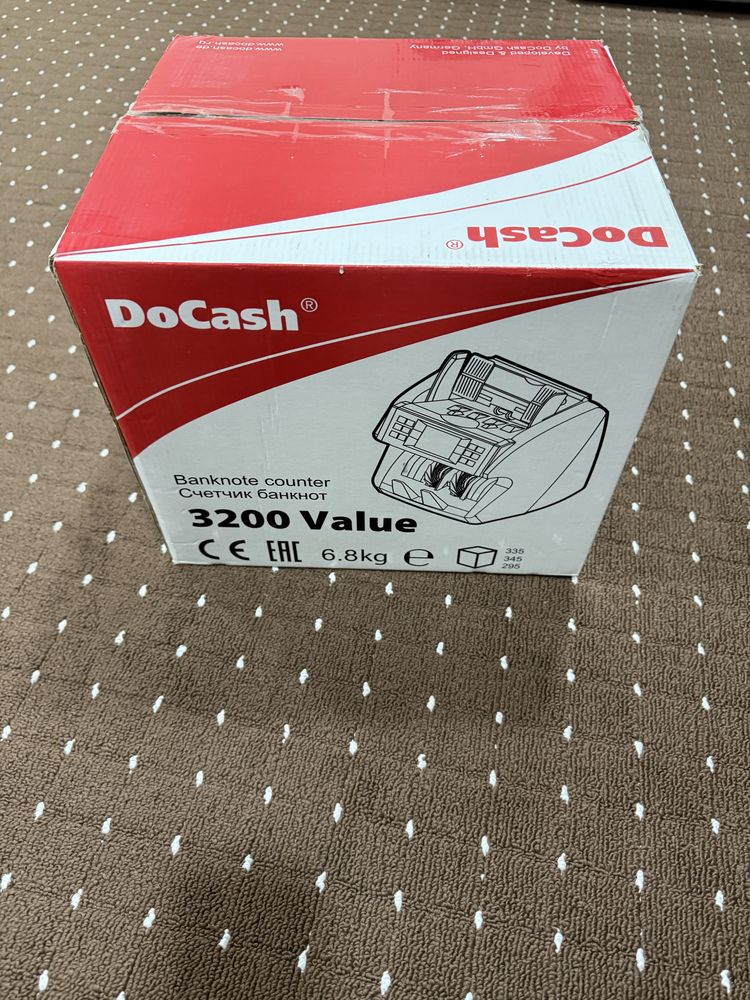 www.docash.ru
www.docash.de
Developed & Designed
by DoCash GmbH, Germany
DoCash®
DoCash®
Banknote counter
Счетчик банкнот
3200 Value
CE EAC 6.8kg ℮
335
345
295